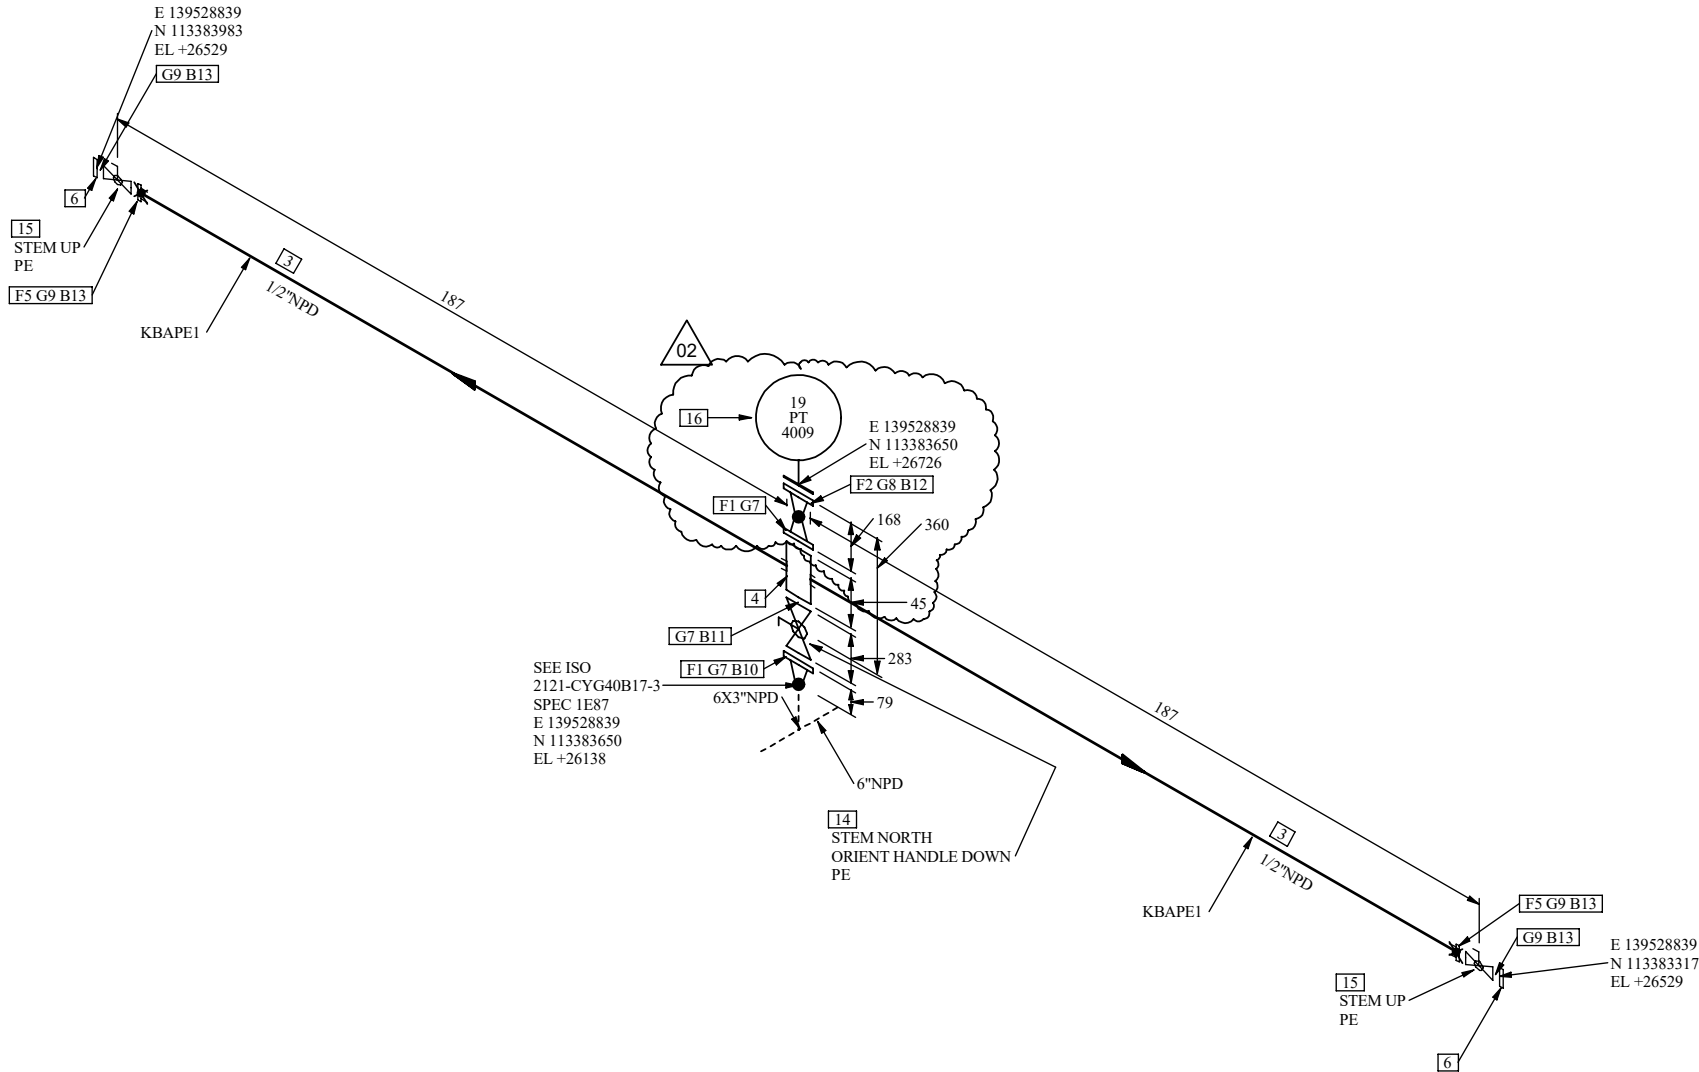 E 139528839
N 113383983
EL +26529
G9 B13
6
15
STEM UP
PE
F5 G9 B13
3
1/2"NPD
KBAPE1
187
02
16
19
PT
4009
E 139528839
N 113383650
EL +26726
F2 G8 B12
F1 G7
168
360
4
45
G7 B11
F1 G7 B10
283
79
SEE ISO
2121-CYG40B17-3
SPEC 1E87
E 139528839
N 113383650
EL +26138
6X3"NPD
6"NPD
14
STEM NORTH
ORIENT HANDLE DOWN
PE
187
3
1/2"NPD
KBAPE1
F5 G9 B13
G9 B13
E 139528839
N 113383317
EL +26529
15
STEM UP
PE
6